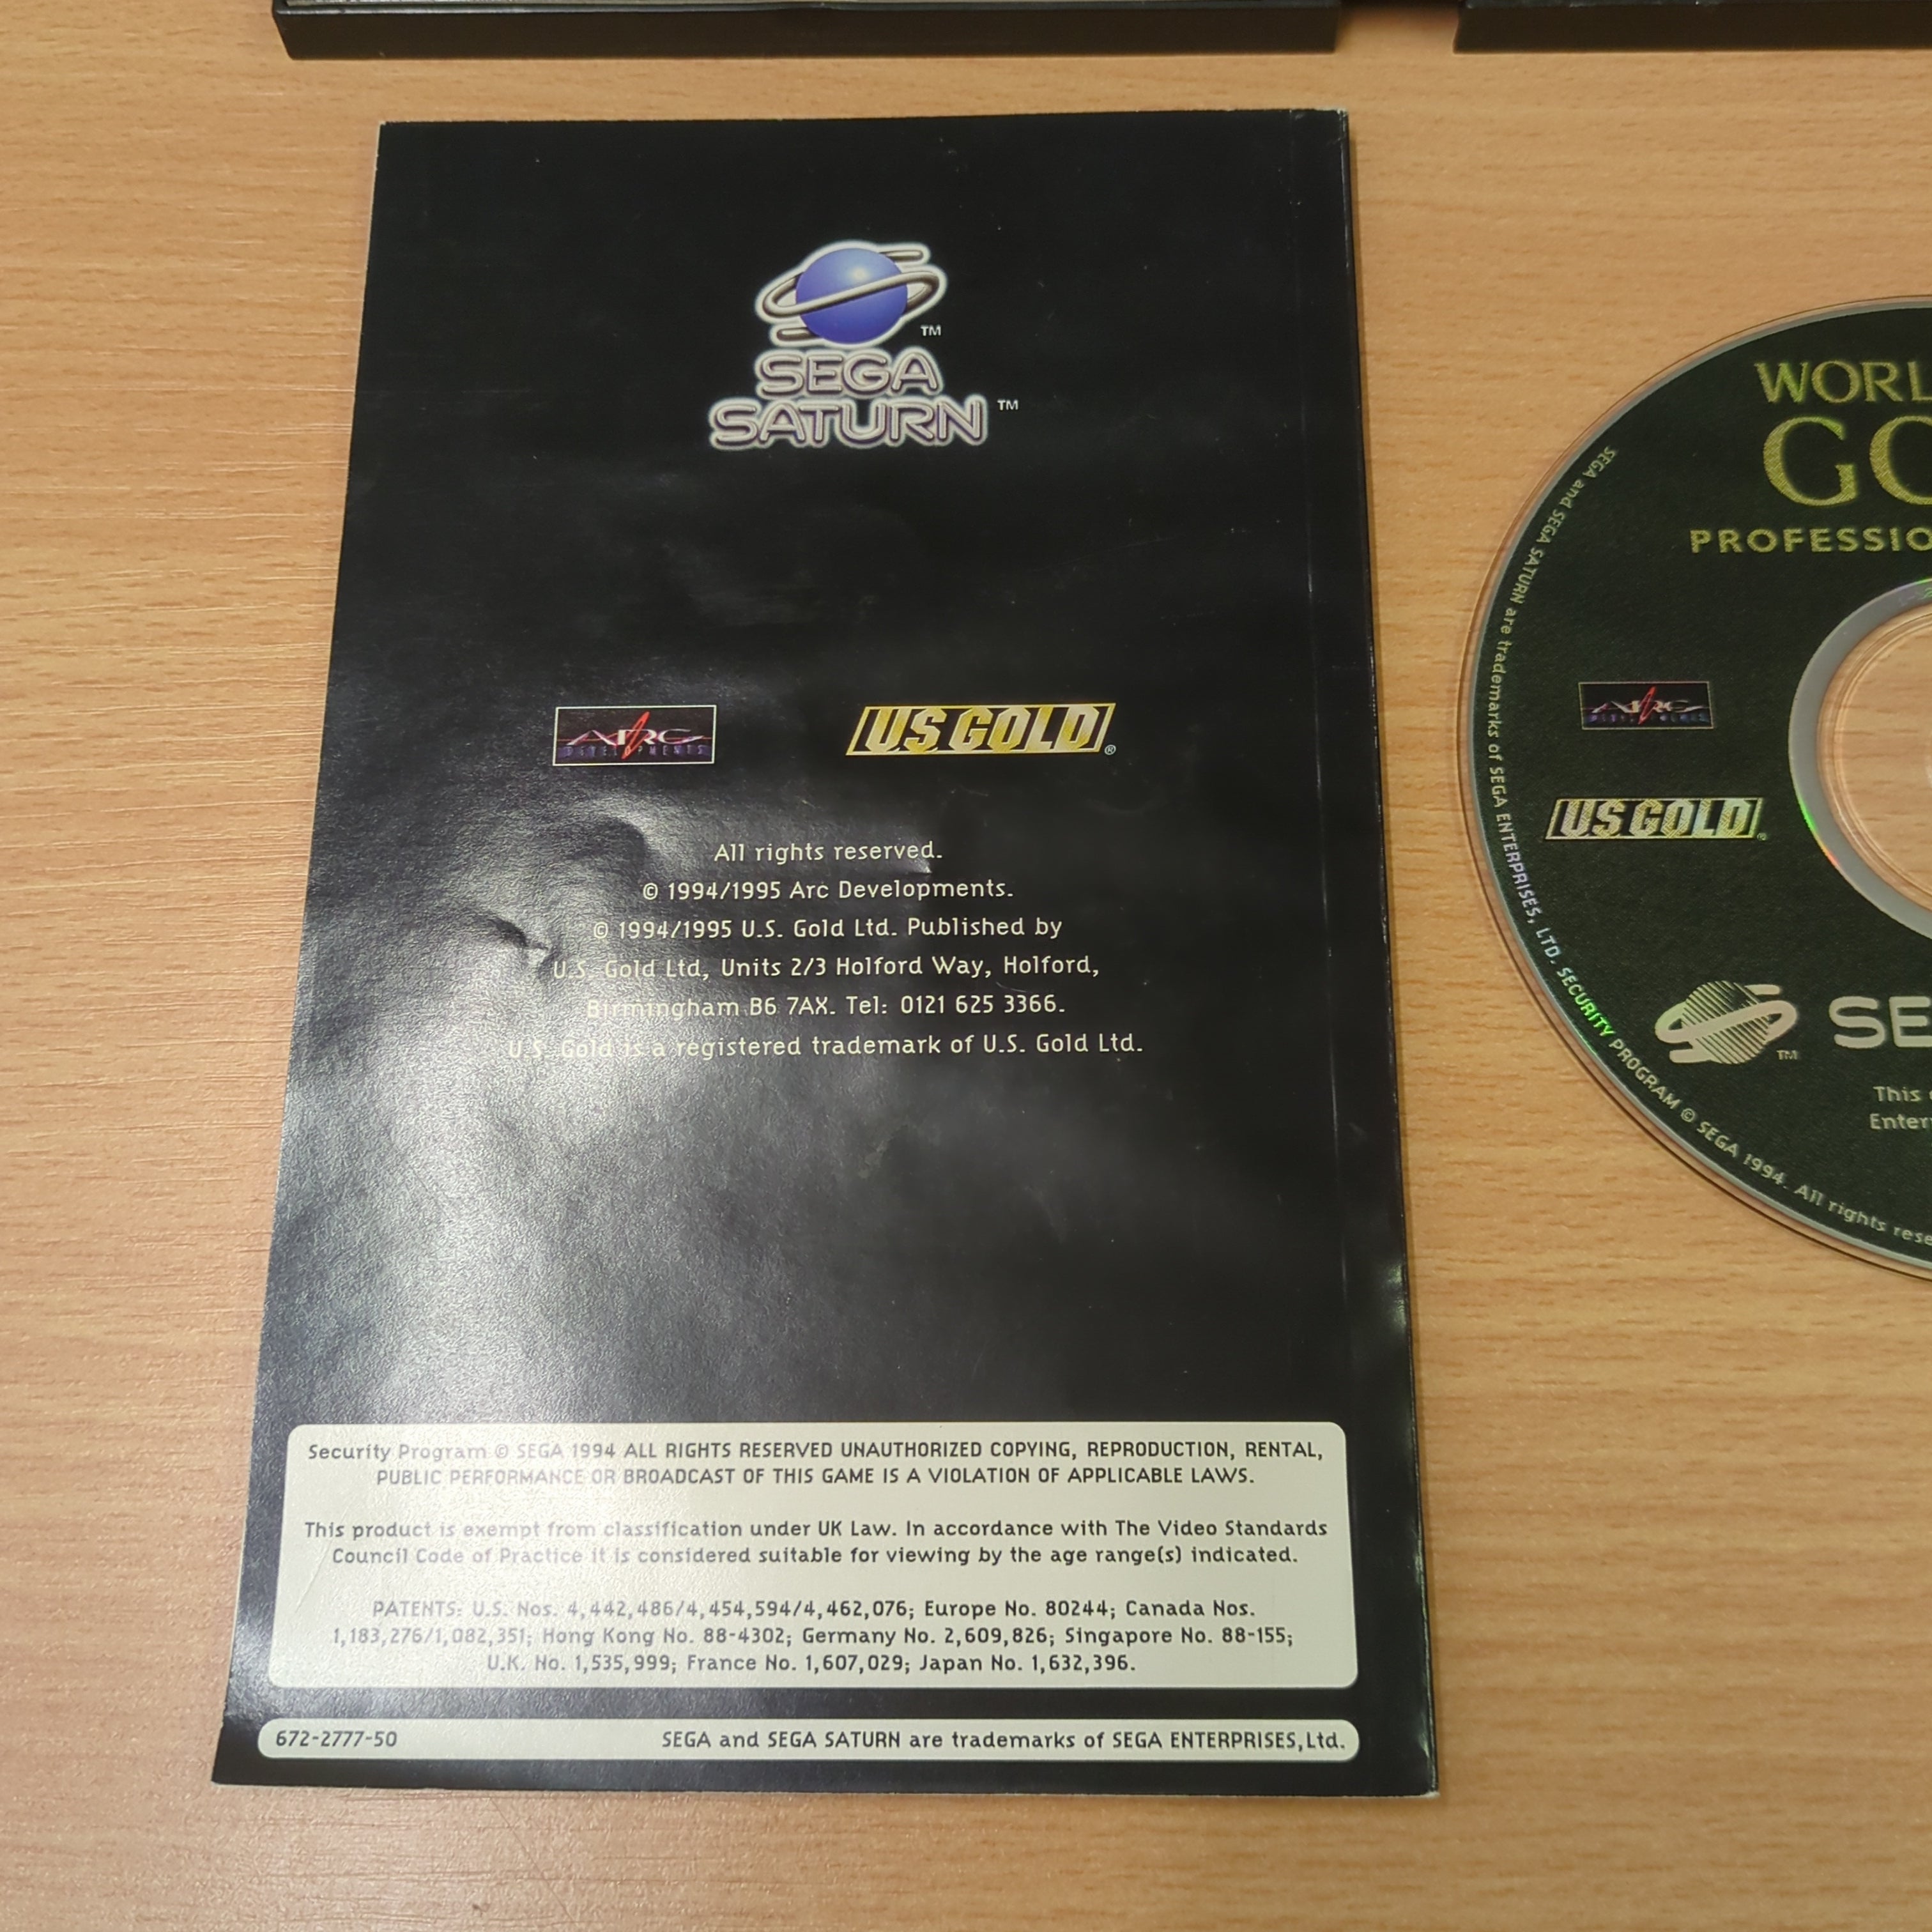 TM
SEGA
SATURN TM
ARC
DEVELOPMENTS
US GOLD ®
All rights reserved.
© 1994/1995 Arc Developments.
© 1994/1995 U.S. Gold Ltd. Published by
U.S. Gold Ltd, Units 2/3 Holford Way, Holford,
Birmingham B6 7AX. Tel: 0121 625 3366.
U.S. Gold is a registered trademark of U.S. Gold Ltd.
Security Program © SEGA 1994 ALL RIGHTS RESERVED UNAUTHORIZED COPYING, REPRODUCTION, RENTAL,
PUBLIC PERFORMANCE OR BROADCAST OF THIS GAME IS A VIOLATION OF APPLICABLE LAWS.
This product is exempt from classification under UK Law. In accordance with The Video Standards
Council Code of Practice it is considered suitable for viewing by the age range(s) indicated.
PATENTS: U.S. Nos. 4,442,486/4,454,594/4,462,076; Europe No. 80244; Canada Nos.
1,183,276/1,082,351; Hong Kong No. 88-4302; Germany No. 2,609,826; Singapore No. 88-155;
U.K. No. 1,535,999; France No. 1,607,029; Japan No. 1,632,396.
672-2777-50 SEGA and SEGA SATURN are trademarks of SEGA ENTERPRISES,Ltd.
WORL
GO
PROFESSIO
ARC
DEVELOPMENTS
US GOLD
TM
SE
This
Enter
SEGA and SEGA SATURN are trademarks of SEGA ENTERPRISES, LTD. SECURITY PROGRAM © SEGA 1994. All rights rese